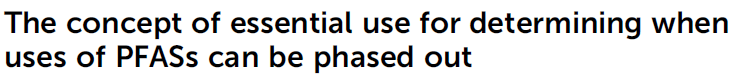 The concept of essential use for determining when
uses of PFASs can be phased out